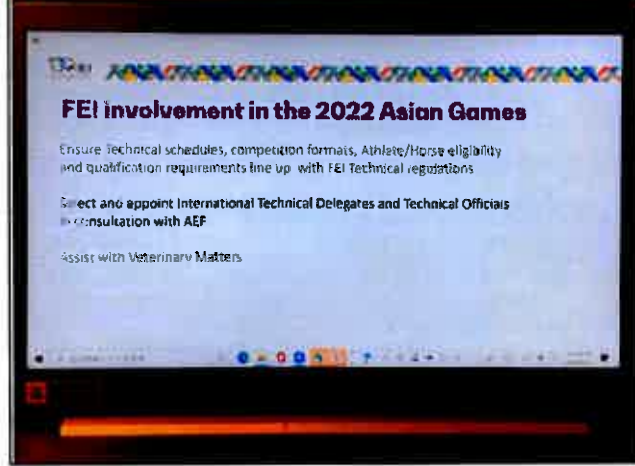 FEI involvement in the 2022 Asian Games
Ensure Technical schedules, competition formats, Athlete/Horse eligibility
and qualification requirements line up with FEI Technical regulations
Select and appoint International Technical Delegates and Technical Officials
in consultation with AEF
Assist with Veterinary Matters